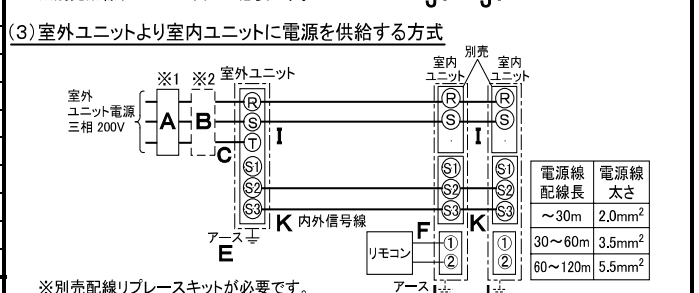 (3)室外ユニットより室内ユニットに電源を供給する方式
別売
※1 ※2 室外ユニット
室内
ユニット
室内
ユニット
室外
ユニット電源
三相 200V
A B C
R
S
T
I
R
S
I
R
S
S1
S2
S3
S1
S2
S3
S1
S2
S3
K 内外信号線
K
アース
E
F
リモコン
①
②
①
②
アース
電源線配線長 電源線太さ
~30m 2.0mm²
30~60m 3.5mm²
60~120m 5.5mm²
※別売配線リプレースキットが必要です。